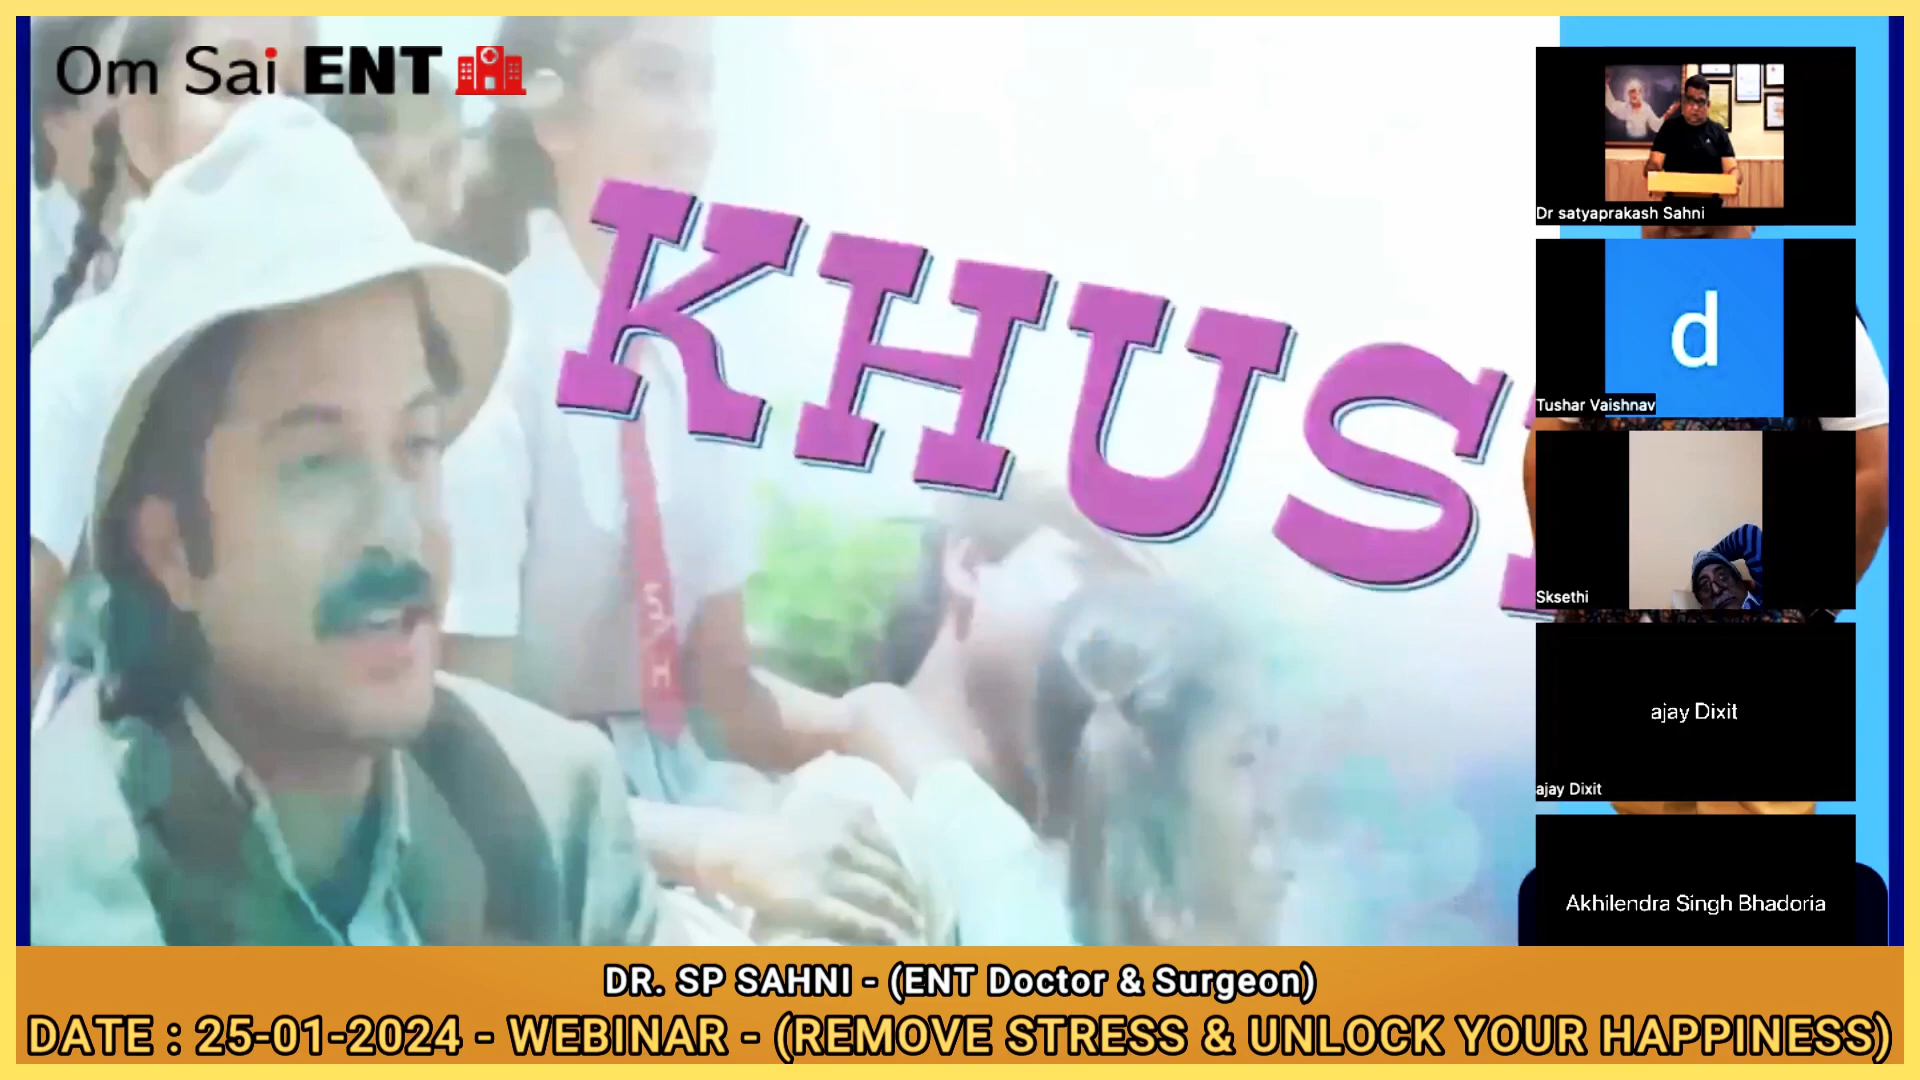 Om Sai ENT
KHUS
S
H
Dr satyaprakash Sahni
d
Tushar Vaishnav
Sksethi
ajay Dixit
ajay Dixit
Akhilendra Singh Bhadoria
DR. SP SAHNI - (ENT Doctor & Surgeon)
DATE : 25-01-2024 - WEBINAR - (REMOVE STRESS & UNLOCK YOUR HAPPINESS)